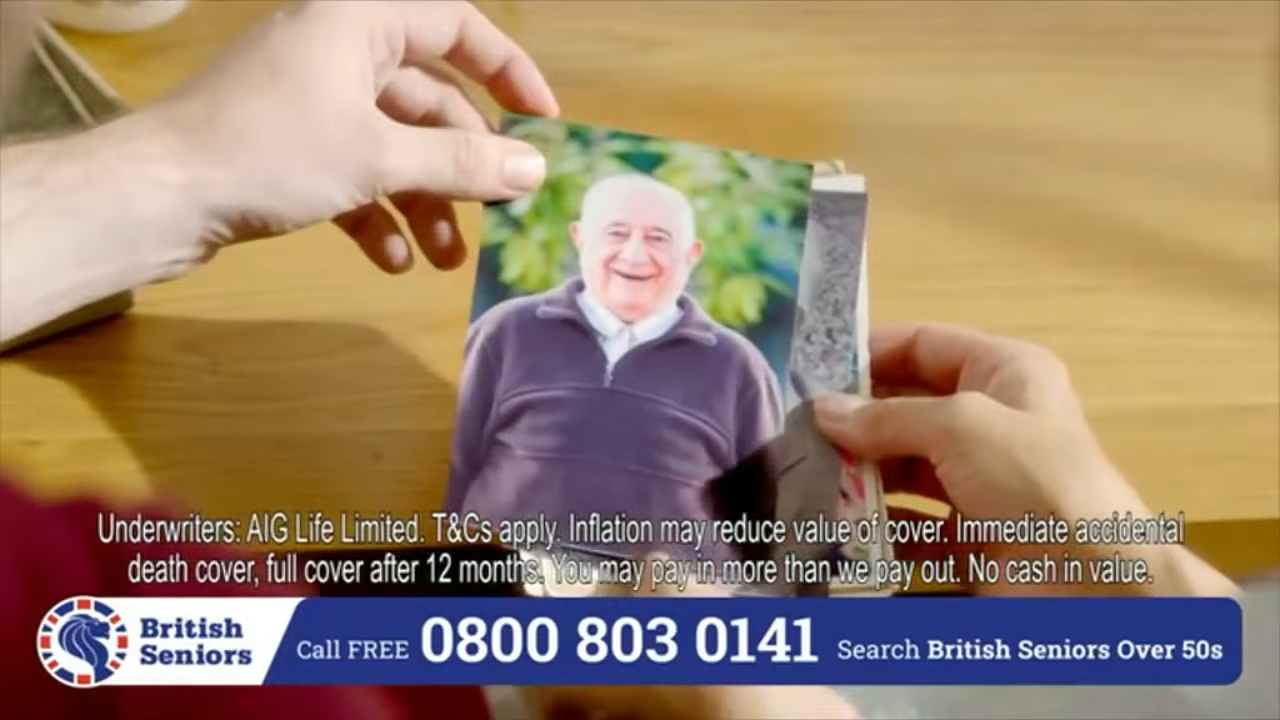 Underwriters: AIG Life Limited. T&Cs apply. Inflation may reduce value of cover. Immediate accidental
death cover, full cover after 12 months. You may pay in more than we pay out. No cash in value.
British
Seniors
Call FREE 0800 803 0141 Search British Seniors Over 50s